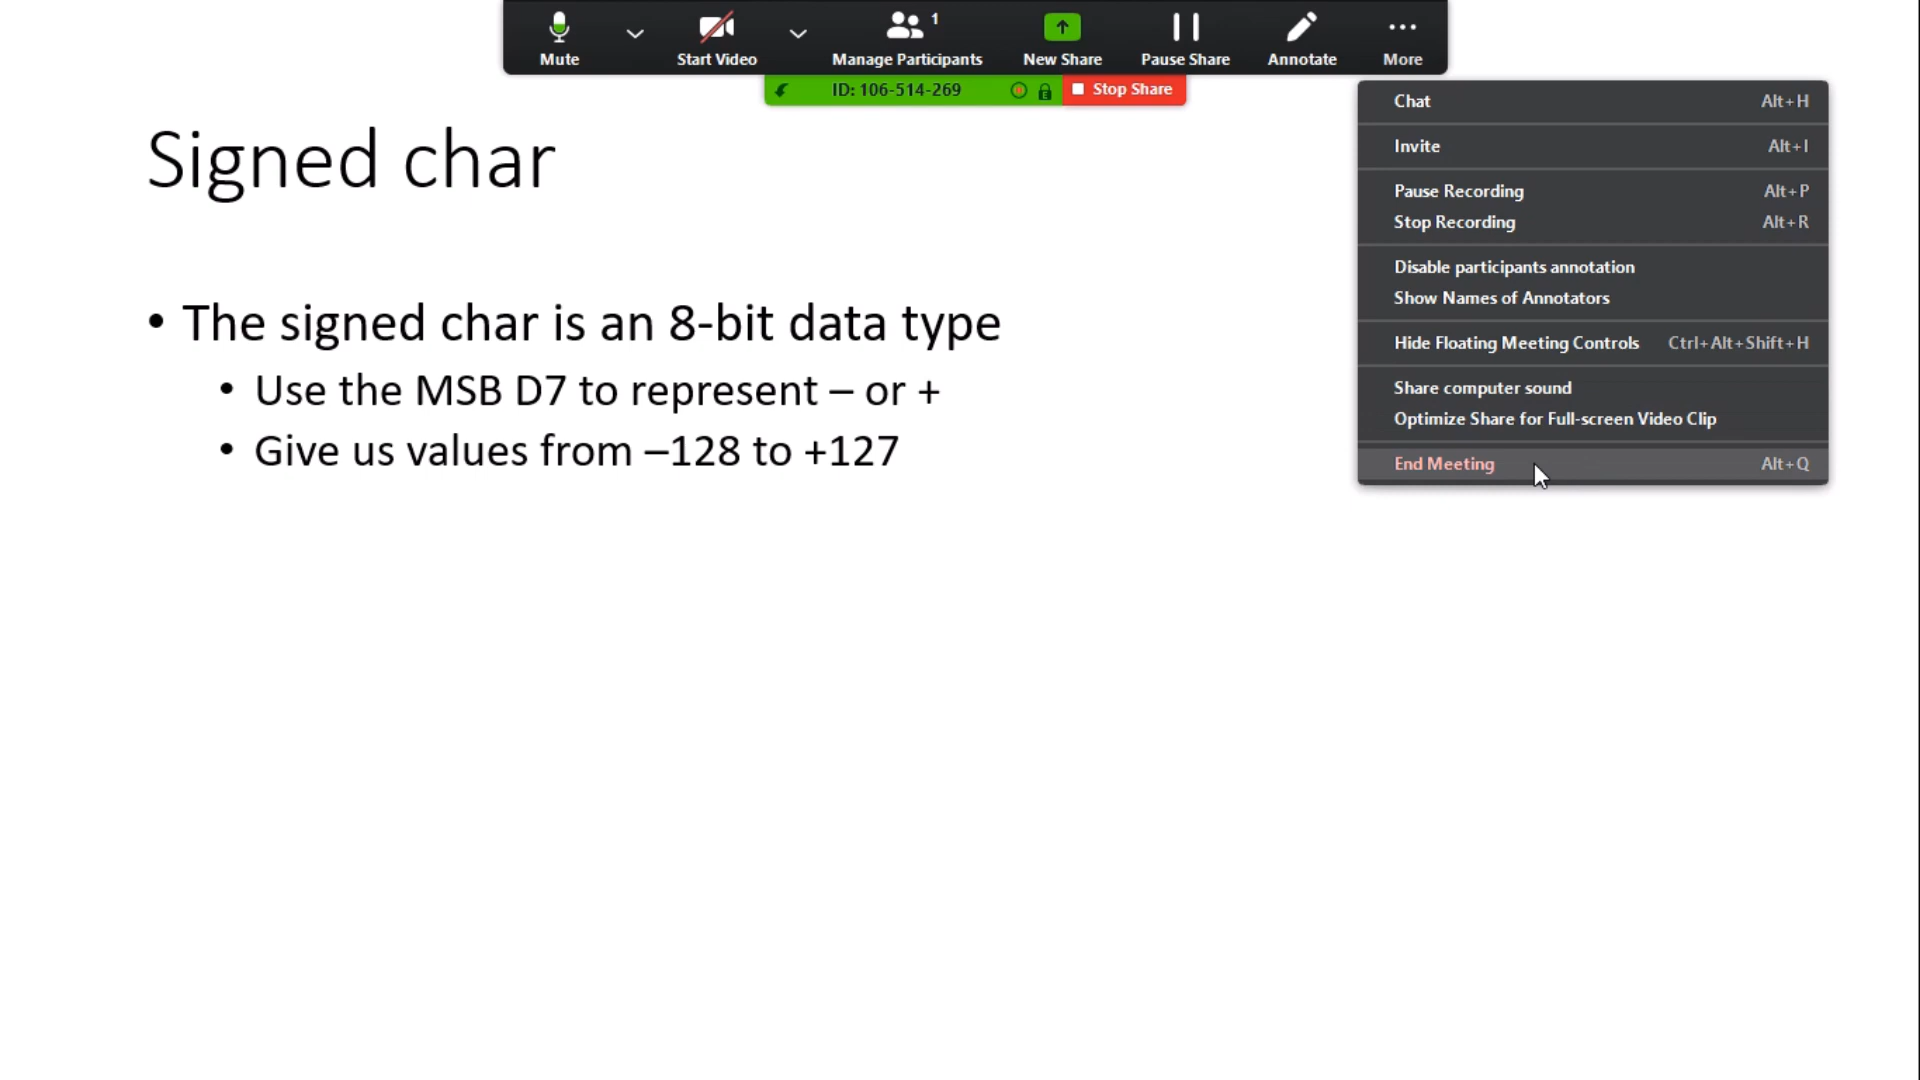 Mute
Start Video
Manage Participants
1
New Share
Pause Share
Annotate
More
ID: 106-514-269
Stop Share
Chat Alt+H
Invite Alt+I
Pause Recording Alt+P
Stop Recording Alt+R
Disable participants annotation
Show Names of Annotators
Hide Floating Meeting Controls Ctrl+Alt+Shift+H
Share computer sound
Optimize Share for Full-screen Video Clip
End Meeting Alt+Q
Signed char
• The signed char is an 8-bit data type
• Use the MSB D7 to represent – or +
• Give us values from –128 to +127